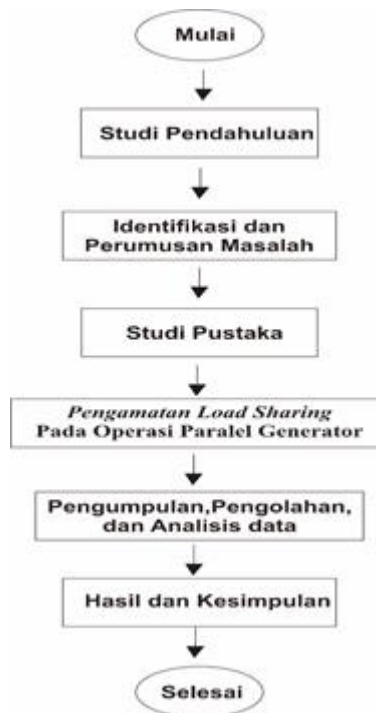 Mulai
Studi Pendahuluan
Identifikasi dan
Perumusan Masalah
Studi Pustaka
Pengamatan Load Sharing
Pada Operasi Paralel Generator
Pengumpulan,Pengolahan,
dan Analisis data
Hasil dan Kesimpulan
Selesai